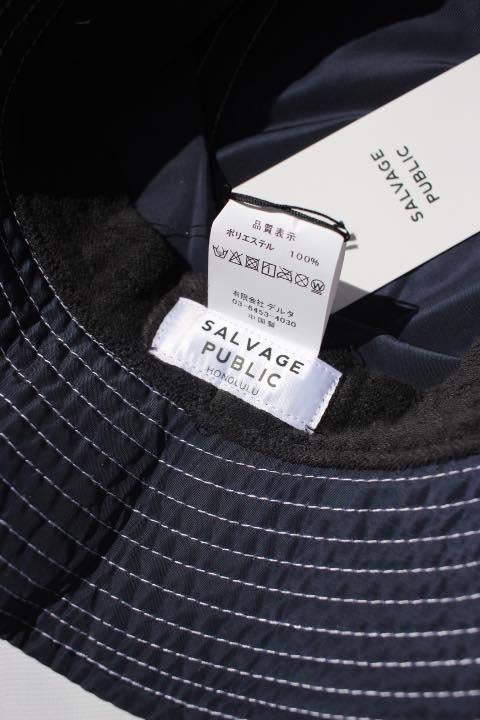 SALVAGE
PUBLIC
品質表示
ポリエステル 100%
有限会社 デルタ
03-6453-4030
中国製
SALVAGE
PUBLIC
HONOLULU